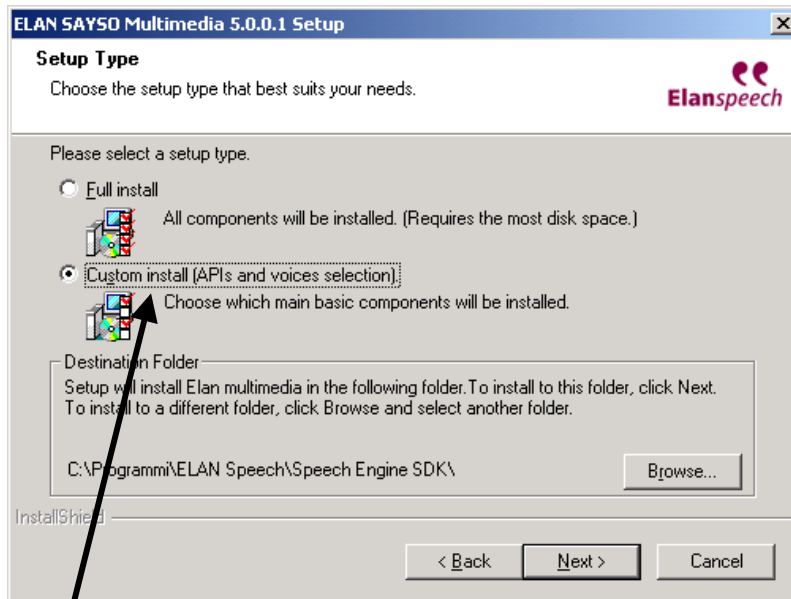 ELAN SAYSO Multimedia 5.0.0.1 Setup
Setup Type
Choose the setup type that best suits your needs.
Elanspeech
Please select a setup type.
Full install
All components will be installed. (Requires the most disk space.)
Custom install (APIs and voices selection).
Choose which main basic components will be installed.
Destination Folder
Setup will install Elan multimedia in the following folder.To install to this folder, click Next.
To install to a different folder, click Browse and select another folder.
C:\Programmi\ELAN Speech\Speech Engine SDK\
Browse...
InstallShield
< Back Next > Cancel